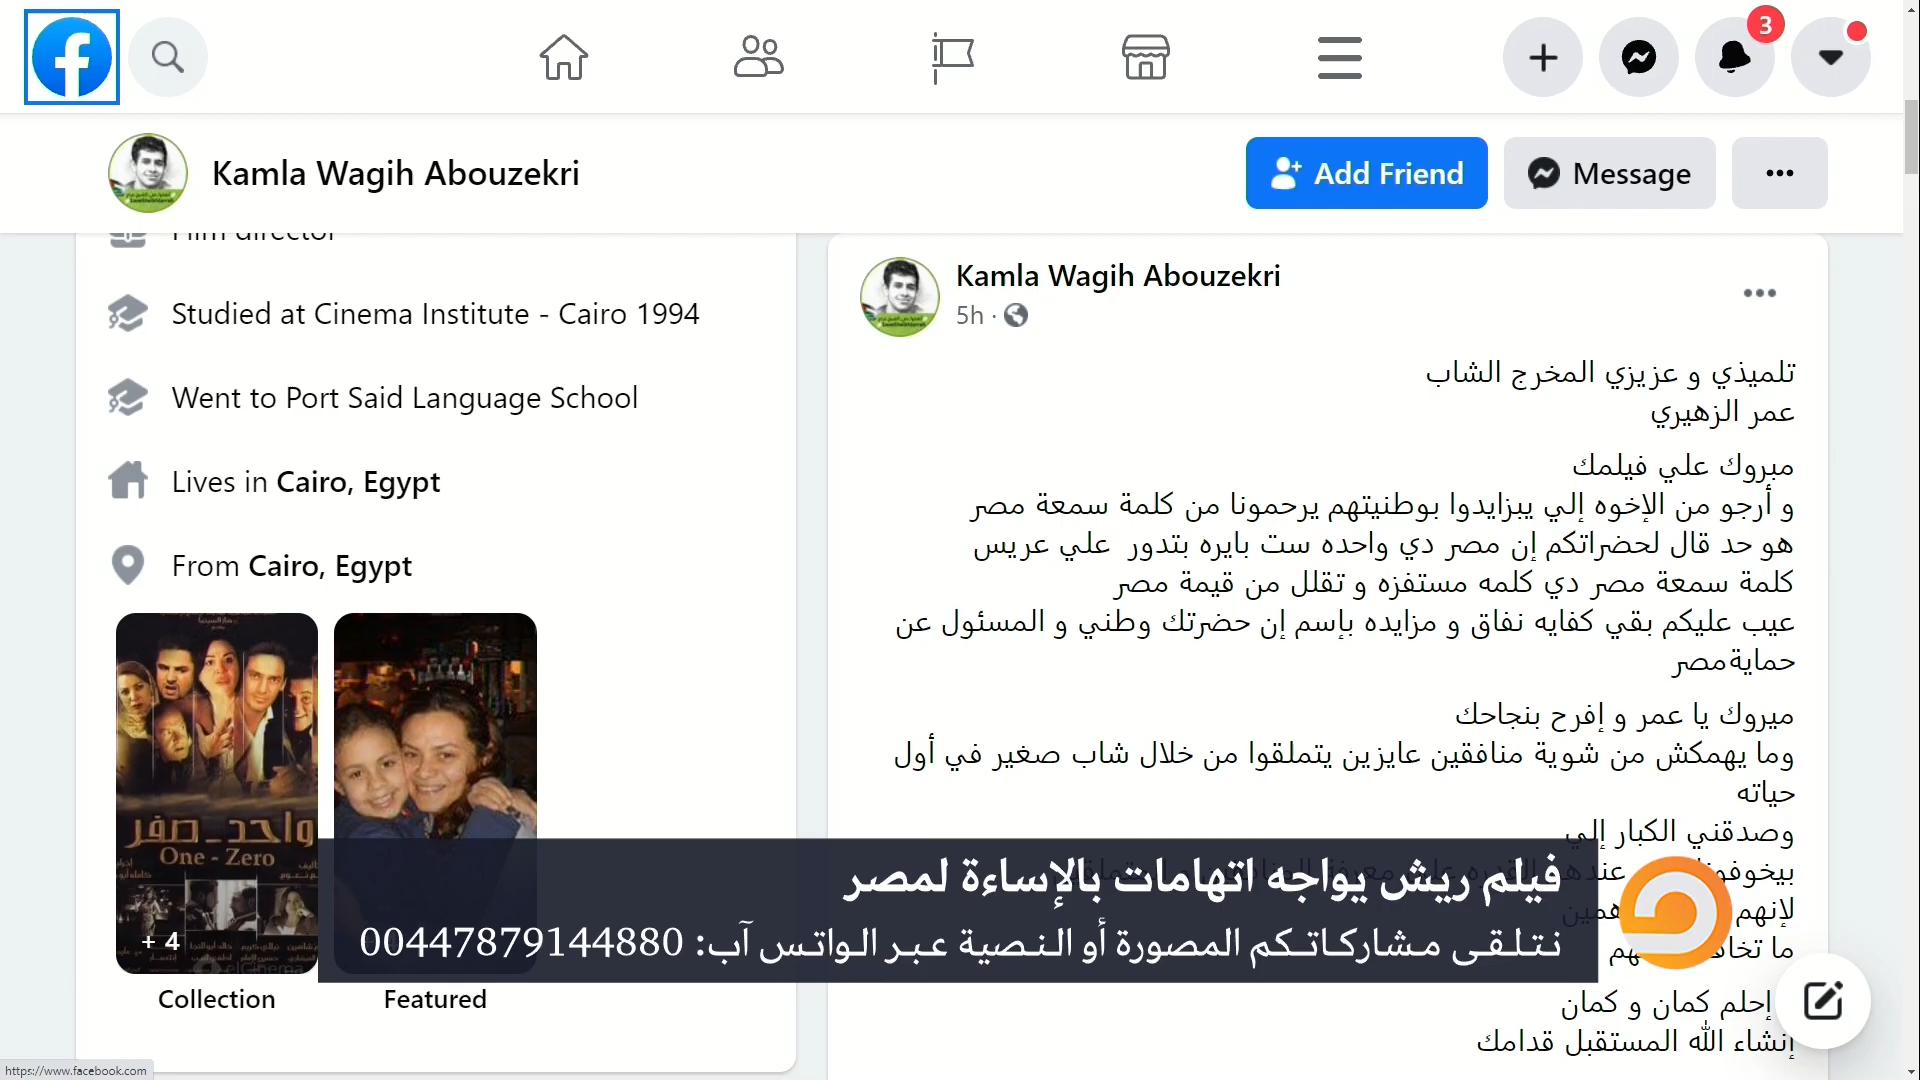 3
Kamla Wagih Abouzekri
Add Friend
Message
Film director
Studied at Cinema Institute - Cairo 1994
Went to Port Said Language School
Lives in Cairo, Egypt
From Cairo, Egypt
واحد - صفر
One - Zero
+ 4
elCinema
Collection
Featured
Kamla Wagih Abouzekri
5h ·
تلميذي و عزيزي المخرج الشاب
عمر الزهيري
مبروك علي فيلمك
و أرجو من الإخوه إلي يبزايدوا بوطنيتهم يرحمونا من كلمة سمعة مصر
هو حد قال لحضراتكم إن مصر دي واحده ست بايره بتدور علي عريس
كلمة سمعة مصر دي كلمه مستفزه و تقلل من قيمة مصر
عيب عليكم بقي كفايه نفاق و مزايده بإسم إن حضرتك وطني و المسئول عن
حماية مصر
ميروك يا عمر و إفرح بنجاحك
وما يهمكش من شوية منافقين عايزين يتملقوا من خلال شاب صغير في أول
حياته
وصدقني الكبار إلي
لإنهم
إحلم كمان و كمان
إنشاء الله المستقبل قدامك
فيلم ريش يواجه اتهامات بالإساءة لمصر
نتلقى مشاركاتكم المصورة أو النصية عبر الواتس آب: 00447879144880
https://www.facebook.com